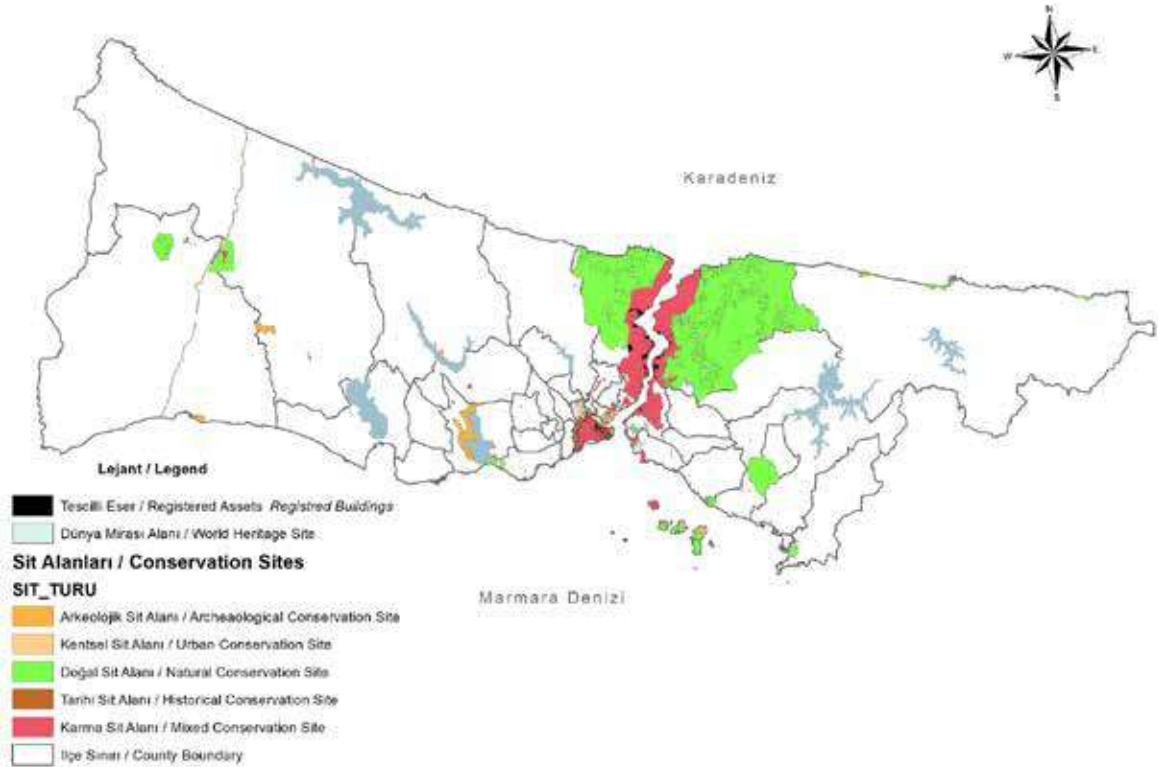 N
W E
S
Karadeniz
Lejant / Legend
Tescilli Eser / Registered Assets Registred Buildings
Dünya Mirası Alanı / World Heritage Site
Sit Alanları / Conservation Sites
SIT_TURU
Marmara Denizi
Arkeolojik Sit Alanı / Archaeological Conservation Site
Kentsel Sit Alanı / Urban Conservation Site
Doğal Sit Alanı / Natural Conservation Site
Tarihi Sit Alanı / Historical Conservation Site
Karma Sit Alanı / Mixed Conservation Site
İlçe Sınırı / County Boundary